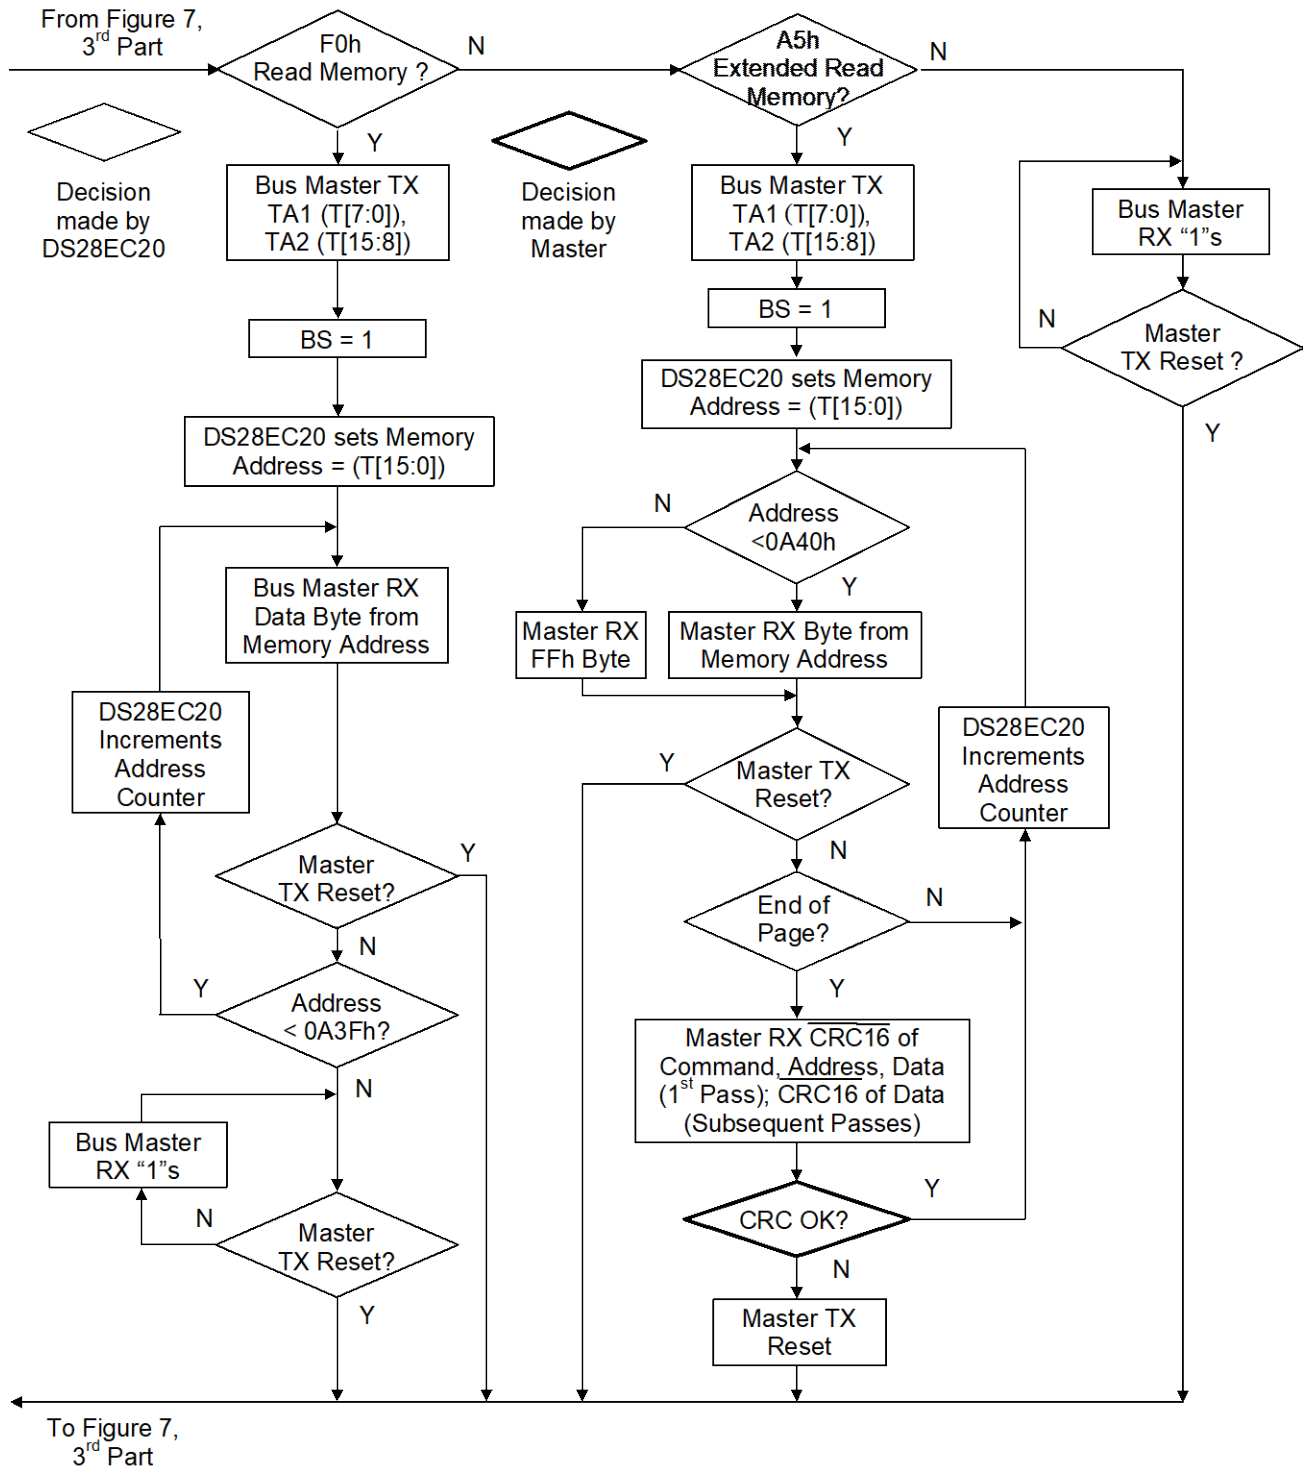 From Figure 7,
3rd Part
F0h
Read Memory ?
N
A5h
Extended Read
Memory?
N
Y
Y
Decision
made by
DS28EC20
Bus Master TX
TA1 (T[7:0]),
TA2 (T[15:8])
Decision
made by
Master
Bus Master TX
TA1 (T[7:0]),
TA2 (T[15:8])
Bus Master
RX “1”s
BS = 1
BS = 1
N
Master
TX Reset ?
Y
DS28EC20 sets Memory
Address = (T[15:0])
DS28EC20 sets Memory
Address = (T[15:0])
N
Address
<0A40h
Y
Bus Master RX
Data Byte from
Memory Address
Master RX
FFh Byte
Master RX Byte from
Memory Address
DS28EC20
Increments
Address
Counter
DS28EC20
Increments
Address
Counter
Y
Master TX
Reset?
N
Master
TX Reset?
Y
N
End of
Page?
N
Y
Y
Address
< 0A3Fh?
N
Master RX CRC16 of
Command, Address, Data
(1st Pass); CRC16 of Data
(Subsequent Passes)
Bus Master
RX “1”s
N
Master
TX Reset?
Y
CRC OK?
Y
N
Master TX
Reset
To Figure 7,
3rd Part